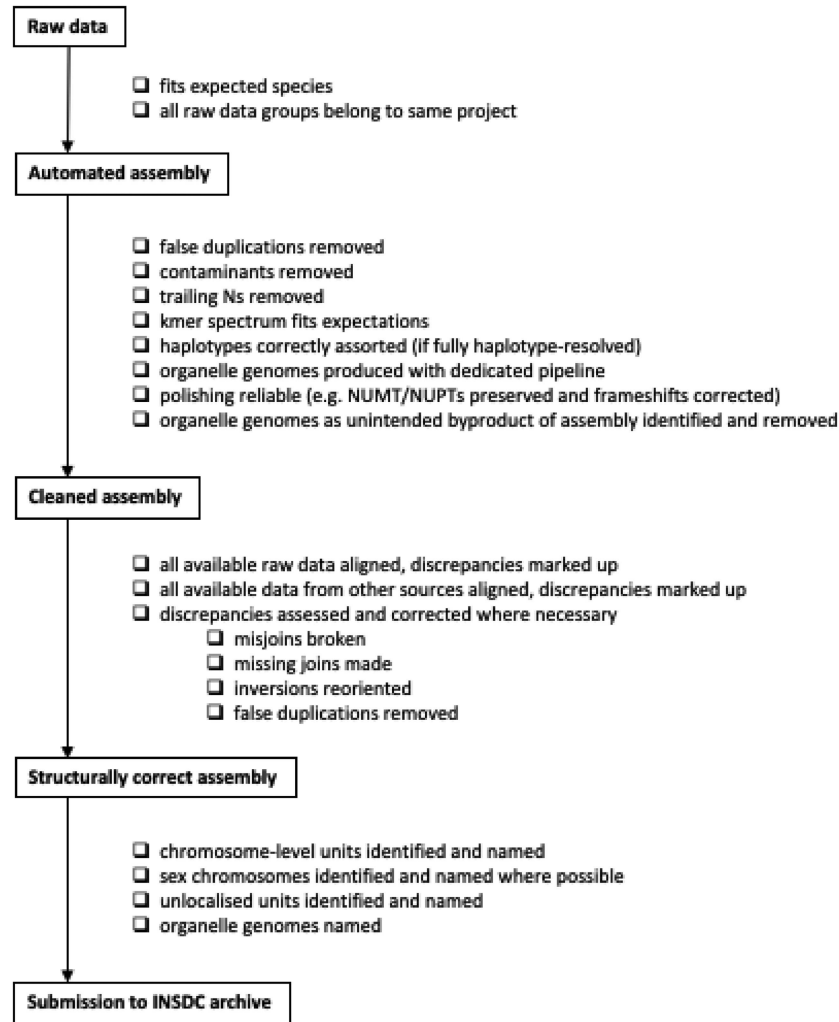 Raw data
❑ fits expected species
❑ all raw data groups belong to same project
Automated assembly
❑ false duplications removed
❑ contaminants removed
❑ trailing Ns removed
❑ kmer spectrum fits expectations
❑ haplotypes correctly assorted (if fully haplotype-resolved)
❑ organelle genomes produced with dedicated pipeline
❑ polishing reliable (e.g. NUMT/NUPTs preserved and frameshifts corrected)
❑ organelle genomes as unintended byproduct of assembly identified and removed
Cleaned assembly
❑ all available raw data aligned, discrepancies marked up
❑ all available data from other sources aligned, discrepancies marked up
❑ discrepancies assessed and corrected where necessary
❑ misjoins broken
❑ missing joins made
❑ inversions reoriented
❑ false duplications removed
Structurally correct assembly
❑ chromosome-level units identified and named
❑ sex chromosomes identified and named where possible
❑ unlocalised units identified and named
❑ organelle genomes named
Submission to INSDC archive